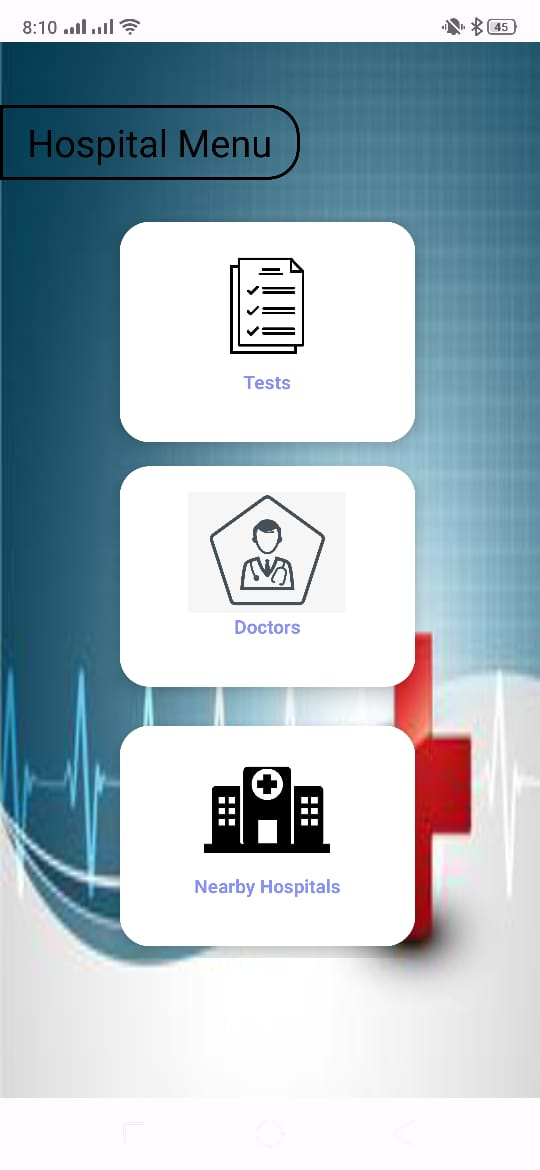 8:10
45
Hospital Menu
Tests
Doctors
Nearby Hospitals